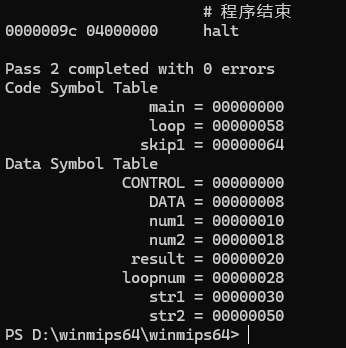 # 程序结束
0000009c 04000000      halt
Pass 2 completed with 0 errors
Code Symbol Table
main = 00000000
loop = 00000058
skip1 = 00000064
Data Symbol Table
CONTROL = 00000000
DATA = 00000008
num1 = 00000010
num2 = 00000018
result = 00000020
loopnum = 00000028
str1 = 00000030
str2 = 00000050
PS D:\winmips64\winmips64>